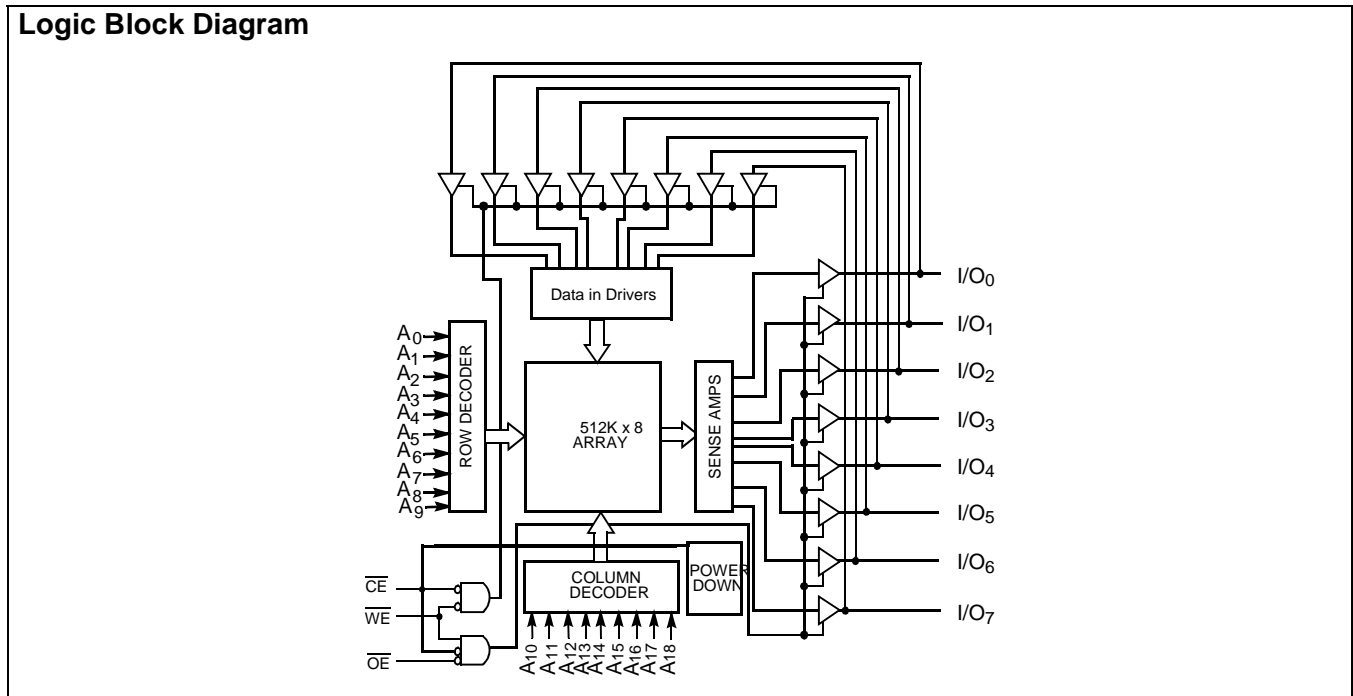 Logic Block Diagram
Data in Drivers
A0
A1
A2
A3
A4
A5
A6
A7
A8
A9
ROW DECODER
512K x 8
ARRAY
SENSE AMPS
I/O0
I/O1
I/O2
I/O3
I/O4
I/O5
I/O6
I/O7
CE
WE
OE
COLUMN
DECODER
POWER
DOWN
A10
A11
A12
A13
A14
A15
A16
A17
A18